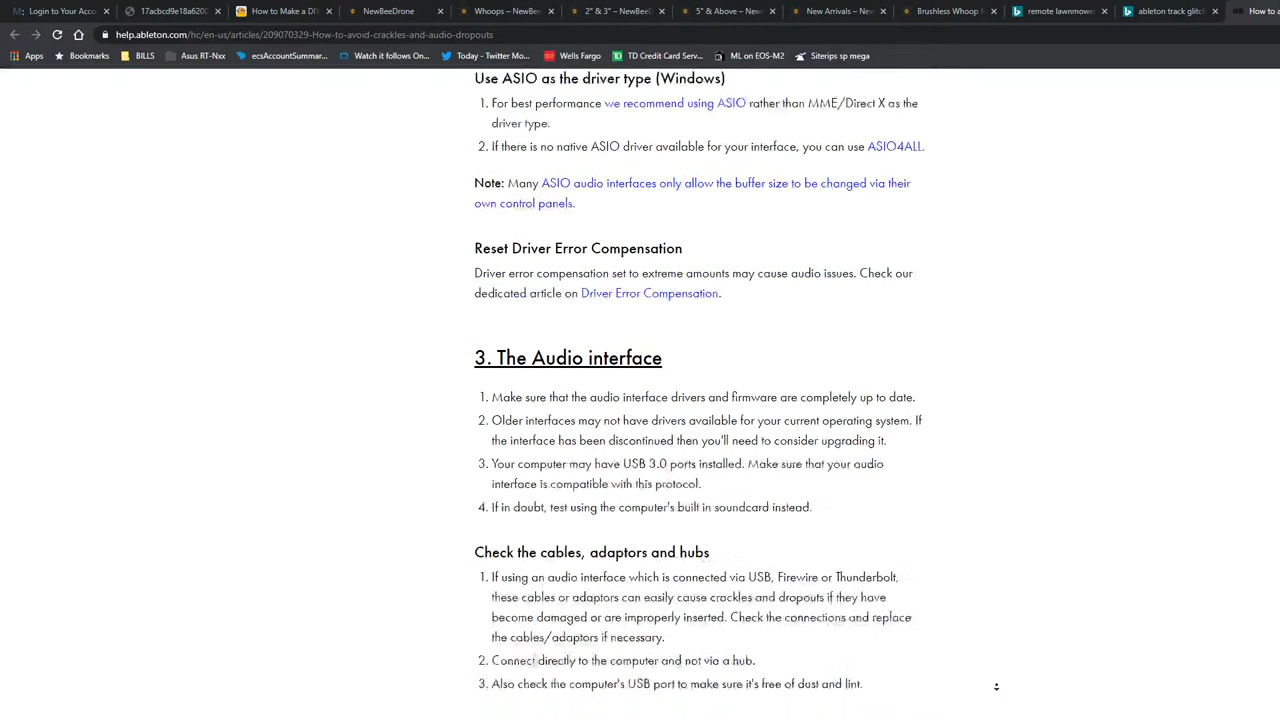 Login to Your Acco
17acbcd9e18a6200
How to Make a DIY
NewBeeDrone
Whoops – NewBee
2" & 3" – NewBeeD
5" & Above – New
New Arrivals – New
Brushless Whoop M
remote lawnmower
ableton track glitch
How to a
help.ableton.com/hc/en-us/articles/209070329-How-to-avoid-crackles-and-audio-dropouts
Apps
Bookmarks
BILLS
Asus RT-Nxx
ecsAccountSummar...
Watch it follows On...
Today - Twitter Mo...
Wells Fargo
TD Credit Card Serv...
ML on EOS-M2
Siterips sp mega
Use ASIO as the driver type (Windows)
1. For best performance we recommend using ASIO rather than MME/Direct X as the
driver type.
2. If there is no native ASIO driver available for your interface, you can use ASIO4ALL.
Note: Many ASIO audio interfaces only allow the buffer size to be changed via their
own control panels.
Reset Driver Error Compensation
Driver error compensation set to extreme amounts may cause audio issues. Check our
dedicated article on Driver Error Compensation.
3. The Audio interface
1. Make sure that the audio interface drivers and firmware are completely up to date.
2. Older interfaces may not have drivers available for your current operating system. If
the interface has been discontinued then you'll need to consider upgrading it.
3. Your computer may have USB 3.0 ports installed. Make sure that your audio
interface is compatible with this protocol.
4. If in doubt, test using the computer's built in soundcard instead.
Check the cables, adaptors and hubs
1. If using an audio interface which is connected via USB, Firewire or Thunderbolt,
these cables or adaptors can easily cause crackles and dropouts if they have
become damaged or are improperly inserted. Check the connections and replace
the cables/adaptors if necessary.
2. Connect directly to the computer and not via a hub.
3. Also check the computer's USB port to make sure it's free of dust and lint.